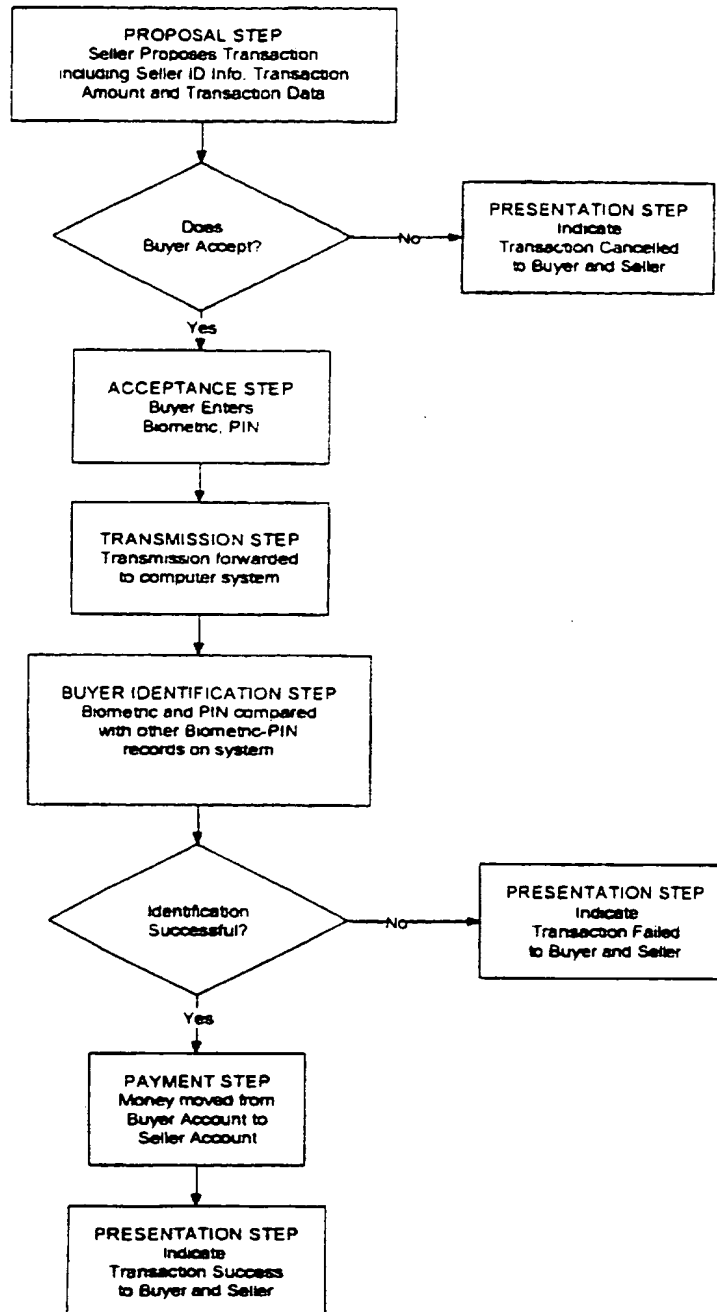 PROPOSAL STEP
Seller Proposes Transaction
including Seller ID Info. Transaction
Amount and Transaction Data
Does
Buyer Accept?
No
PRESENTATION STEP
Indicate
Transaction Cancelled
to Buyer and Seller
Yes
ACCEPTANCE STEP
Buyer Enters
Biometric, PIN
TRANSMISSION STEP
Transmission forwarded
to computer system
BUYER IDENTIFICATION STEP
Biometric and PIN compared
with other Biometric-PIN
records on system
Identification
Successful?
No
PRESENTATION STEP
Indicate
Transaction Failed
to Buyer and Seller
Yes
PAYMENT STEP
Money moved from
Buyer Account to
Seller Account
PRESENTATION STEP
Indicate
Transaction Success
to Buyer and Seller